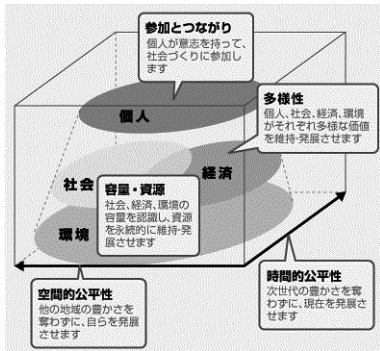 参加とつながり
個人が意志を持って、
社会づくりに参加し
ます
個人
多様性
個人、社会、経済、環境
がそれぞれ多様な価値
を維持・発展させます
社会
経済
容量・資源
社会、経済、環境の
容量を認識し、資源
を永続的に維持・発
展させます
環境
空間的公平性
他の地域の豊かさを
奪わずに、自らを発展
させます
時間的公平性
次世代の豊かさを奪
わずに、現在を発展さ
せます